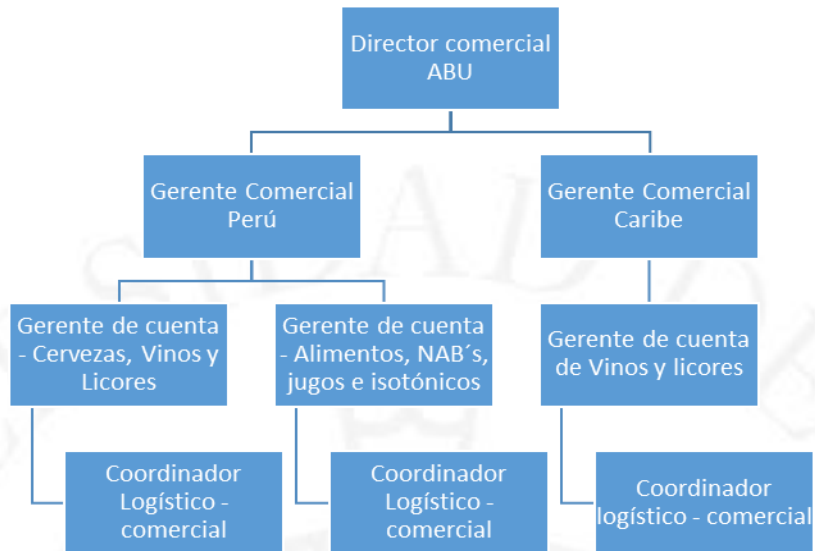 Director comercial
ABU
Gerente Comercial
Perú
Gerente Comercial
Caribe
Gerente de cuenta
- Cervezas, Vinos y
Licores
Gerente de cuenta
- Alimentos, NAB´s,
jugos e isotónicos
Gerente de cuenta
de Vinos y licores
Coordinador
Logístico -
comercial
Coordinador
Logístico -
comercial
Coordinador
logístico - comercial